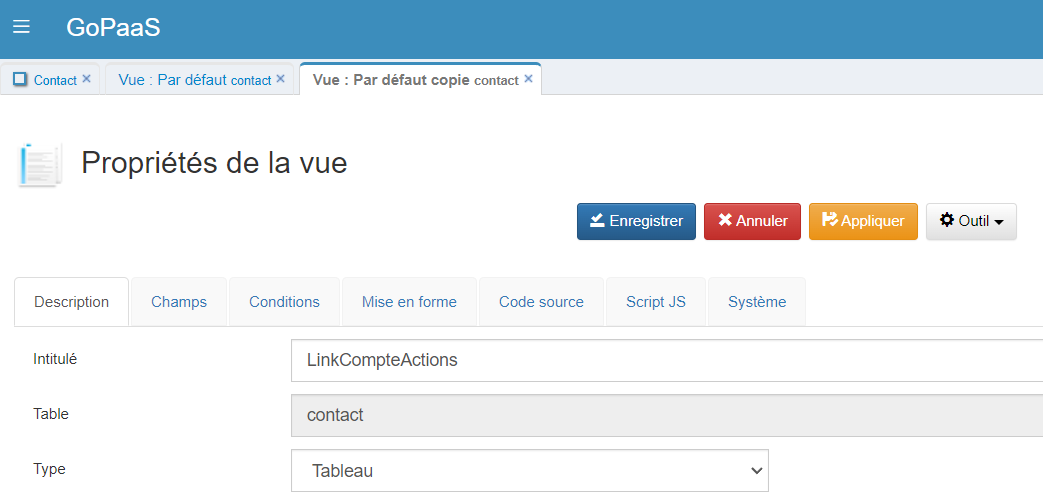 GoPaaS
Contact × Vue : Par défaut contact × Vue : Par défaut copie contact ×
Propriétés de la vue
Enregistrer Annuler Appliquer Outil
Description Champs Conditions Mise en forme Code source Script JS Système
Intitulé LinkCompteActions
Table contact
Type Tableau